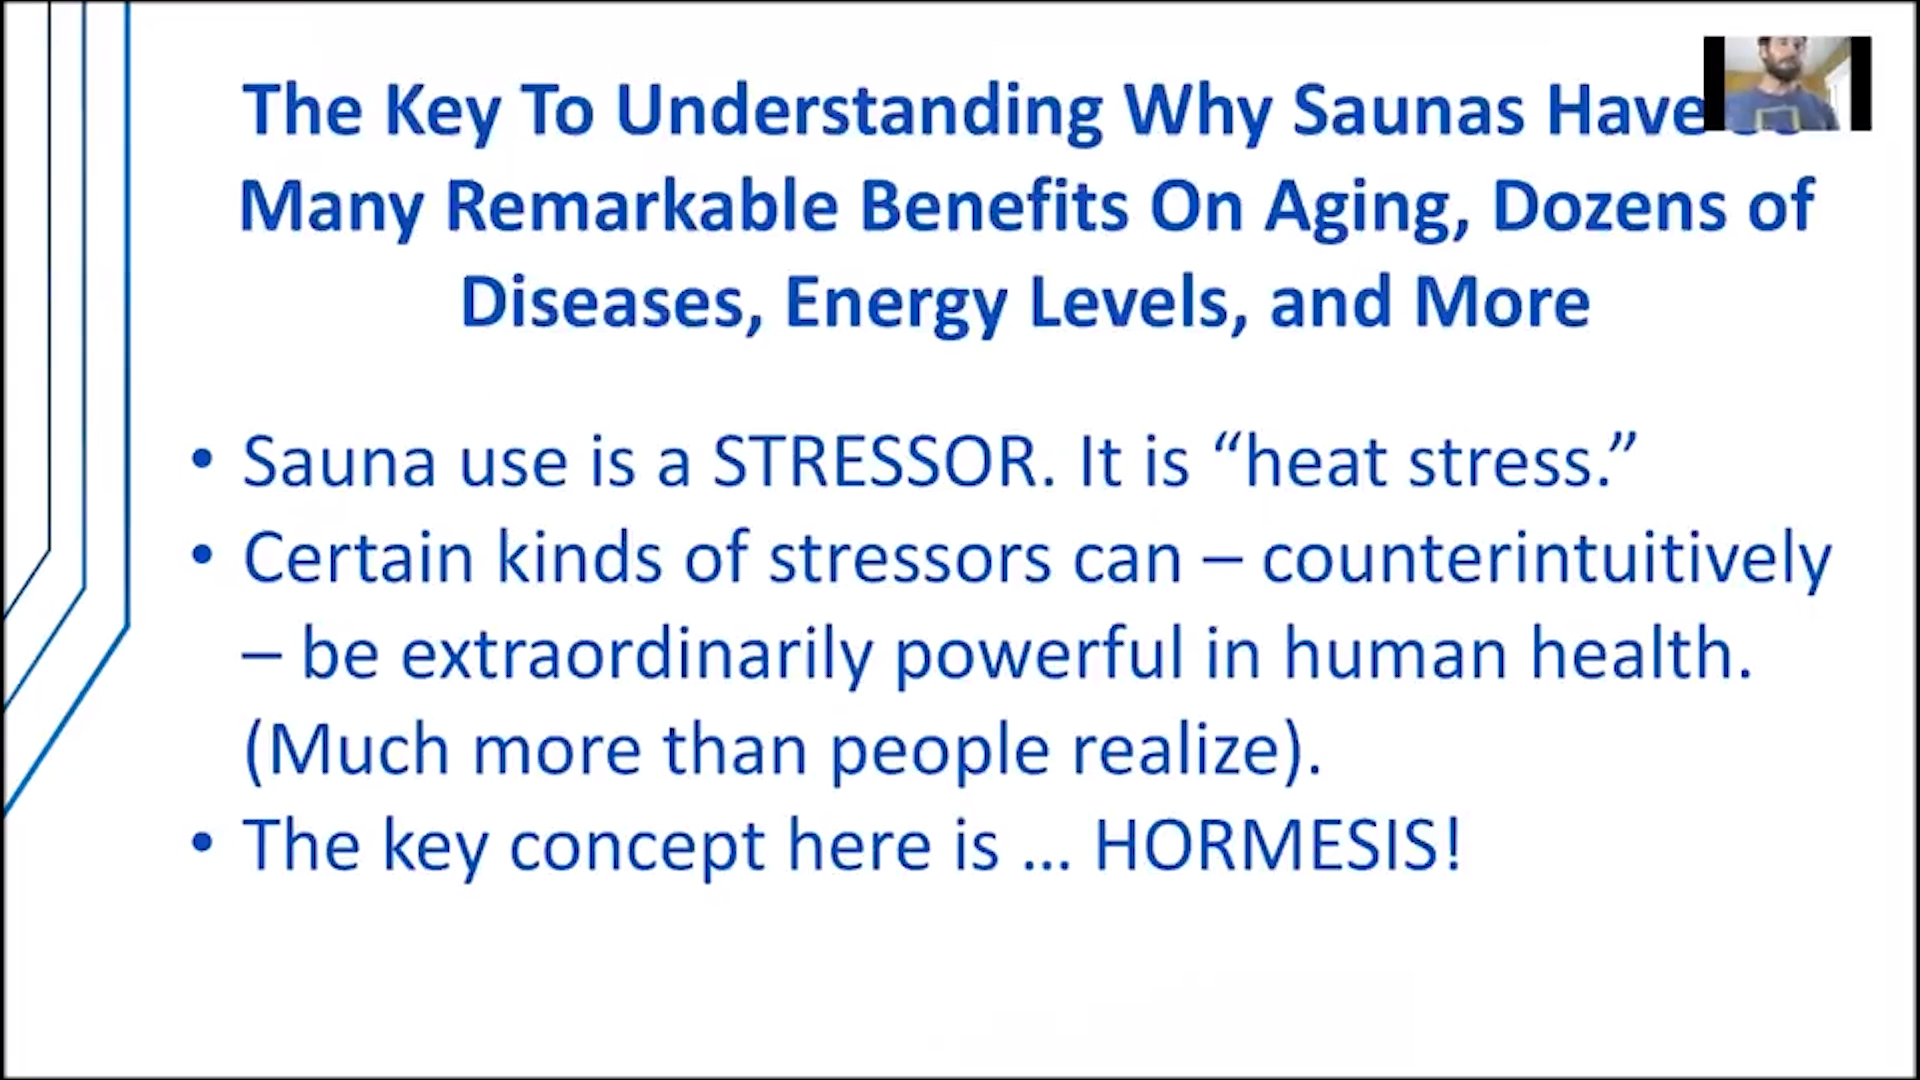 The Key To Understanding Why Saunas Have
Many Remarkable Benefits On Aging, Dozens of
Diseases, Energy Levels, and More
• Sauna use is a STRESSOR. It is “heat stress.”
• Certain kinds of stressors can – counterintuitively
– be extraordinarily powerful in human health.
(Much more than people realize).
• The key concept here is ... HORMESIS!